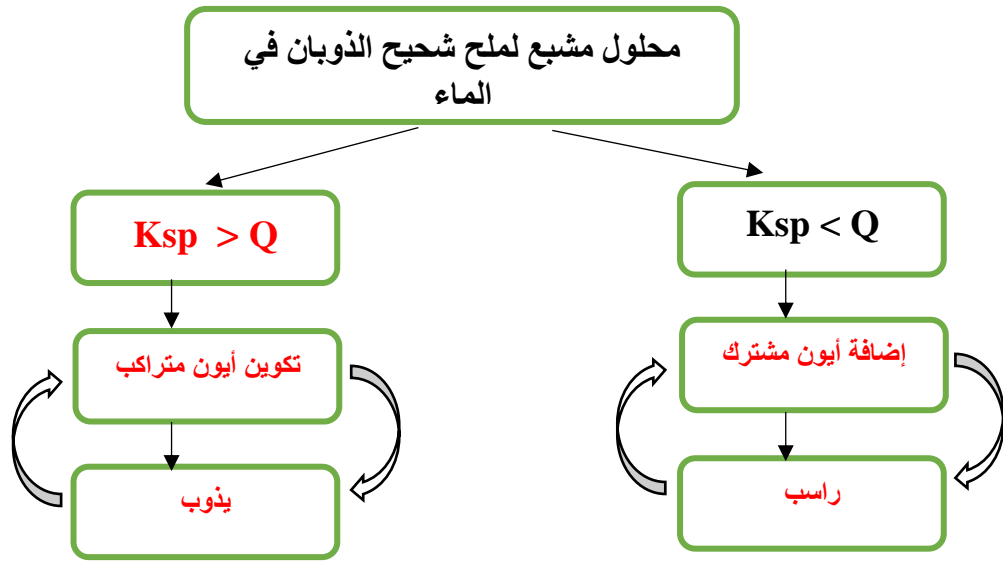 محلول مشبع لملح شحيح الذوبان في
الماء
Ksp < Q
Ksp > Q
إضافة أيون مشترك
تكوين أيون متراكب
راسب
يذوب